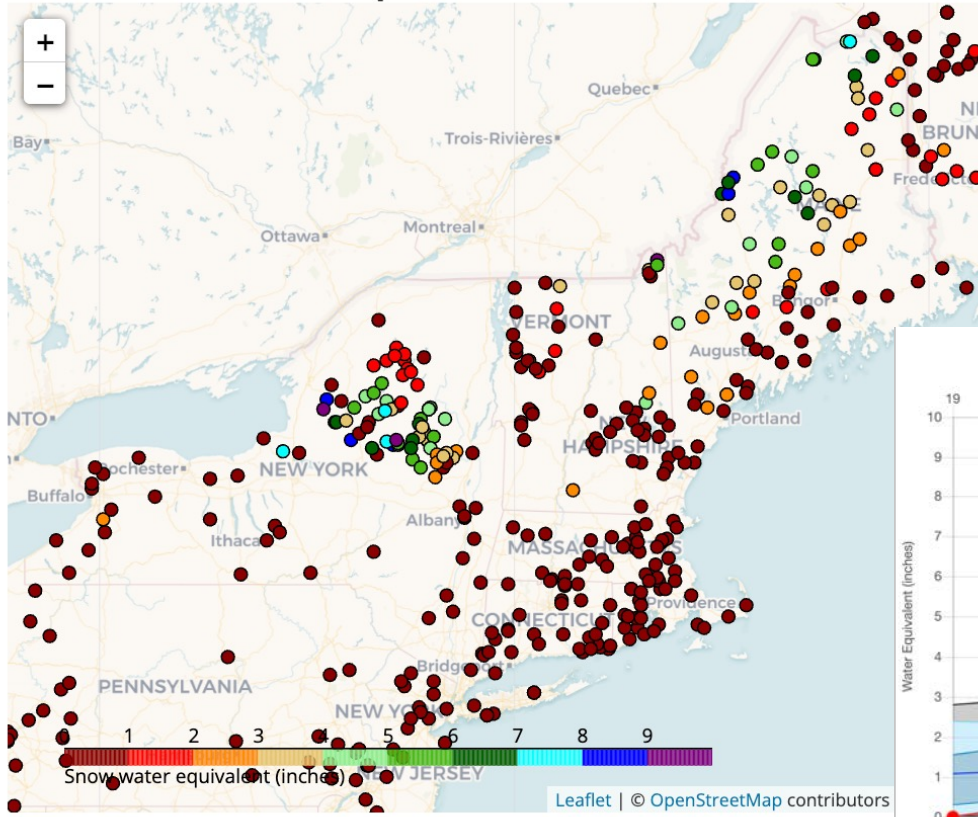 +
−
Bay
Quebec
Trois-Rivières
BRUN
Frederict
MAINE
Ottawa
Montreal
Bangor
VERMONT
August
Portland
NEW
HAMPSHIRE
NTO
Rochester
NEW YORK
Buffalo
Albany
Ithaca
MASSACHUSETTS
Providence
CONNECTICUT
Bridgeport
PENNSYLVANIA
NEW YORK
0 1 2 3 4 5 6 7 8 9
Snow water equivalent (inches)
NEW JERSEY
Leaflet | © OpenStreetMap contributors
19
10
9
8
7
6
5
4
3
2
1
0
Water Equivalent (inches)